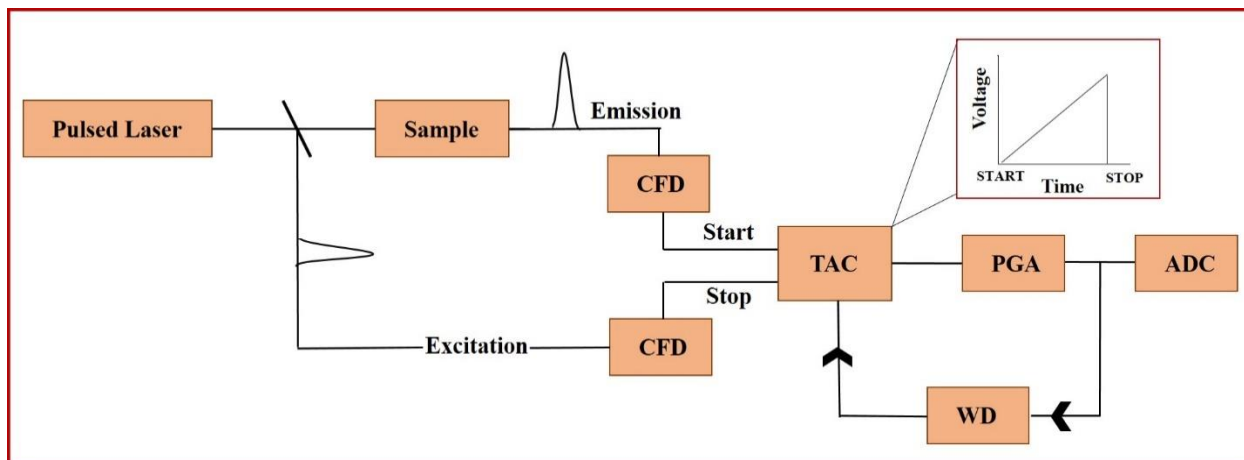 Pulsed Laser
Sample
Emission
CFD
Start
TAC
Voltage
START
Time
STOP
PGA
ADC
Stop
Excitation
CFD
WD